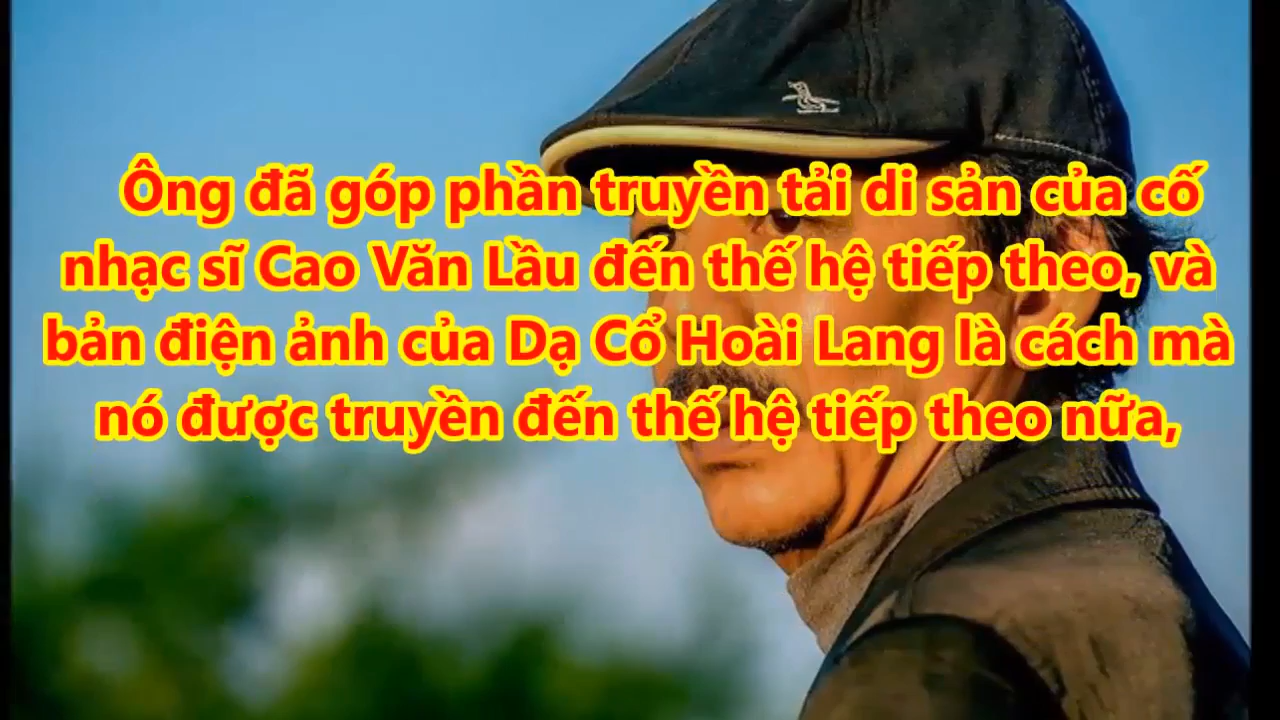 Ông đã góp phần truyền tải di sản của cố
nhạc sĩ Cao Văn Lầu đến thế hệ tiếp theo, và
bản điện ảnh của Dạ Cổ Hoài Lang là cách mà
nó được truyền đến thế hệ tiếp theo nữa,